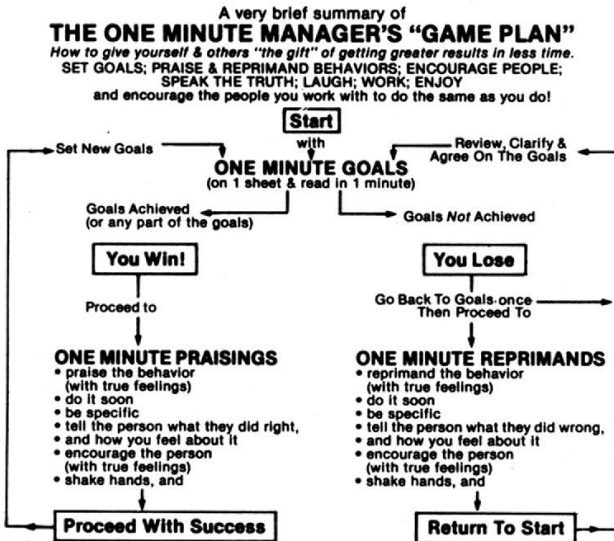 A very brief summary of
THE ONE MINUTE MANAGER'S "GAME PLAN"
How to give yourself & others "the gift" of getting greater results in less time.
SET GOALS; PRAISE & REPRIMAND BEHAVIORS; ENCOURAGE PEOPLE;
SPEAK THE TRUTH; LAUGH; WORK; ENJOY
and encourage the people you work with to do the same as you do!
Start
with
Set New Goals
Review, Clarify &
Agree On The Goals
ONE MINUTE GOALS
(on 1 sheet & read in 1 minute)
Goals Achieved
(or any part of the goals)
Goals Not Achieved
You Win!
You Lose
Proceed to
Go Back To Goals once
Then Proceed To
ONE MINUTE PRAISINGS
• praise the behavior
(with true feelings)
• do it soon
• be specific
• tell the person what they did right,
• and how you feel about it
• encourage the person
(with true feelings)
• shake hands, and
Proceed With Success
ONE MINUTE REPRIMANDS
• reprimand the behavior
(with true feelings)
• do it soon
• be specific
• tell the person what they did wrong,
• and how you feel about it
• encourage the person
(with true feelings)
• shake hands, and
Return To Start